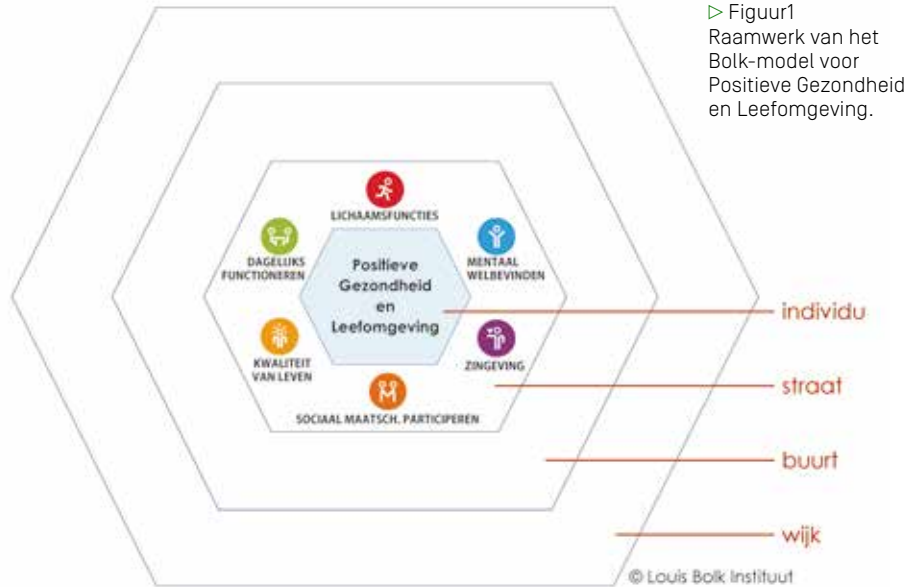 ▷ Figuur1
Raamwerk van het
Bolk-model voor
Positieve Gezondheid
en Leefomgeving.
LICHAAMSFUNCTIES
DAGELIJKS
FUNCTIONEREN
MENTAAL
WELBEVINDEN
Positieve
Gezondheid
en
Leefomgeving
KWALITEIT
VAN LEVEN
ZINGEVING
SOCIAAL MAATSCH. PARTICIPEREN
individu
straat
buurt
wijk
© Louis Bolk Instituut